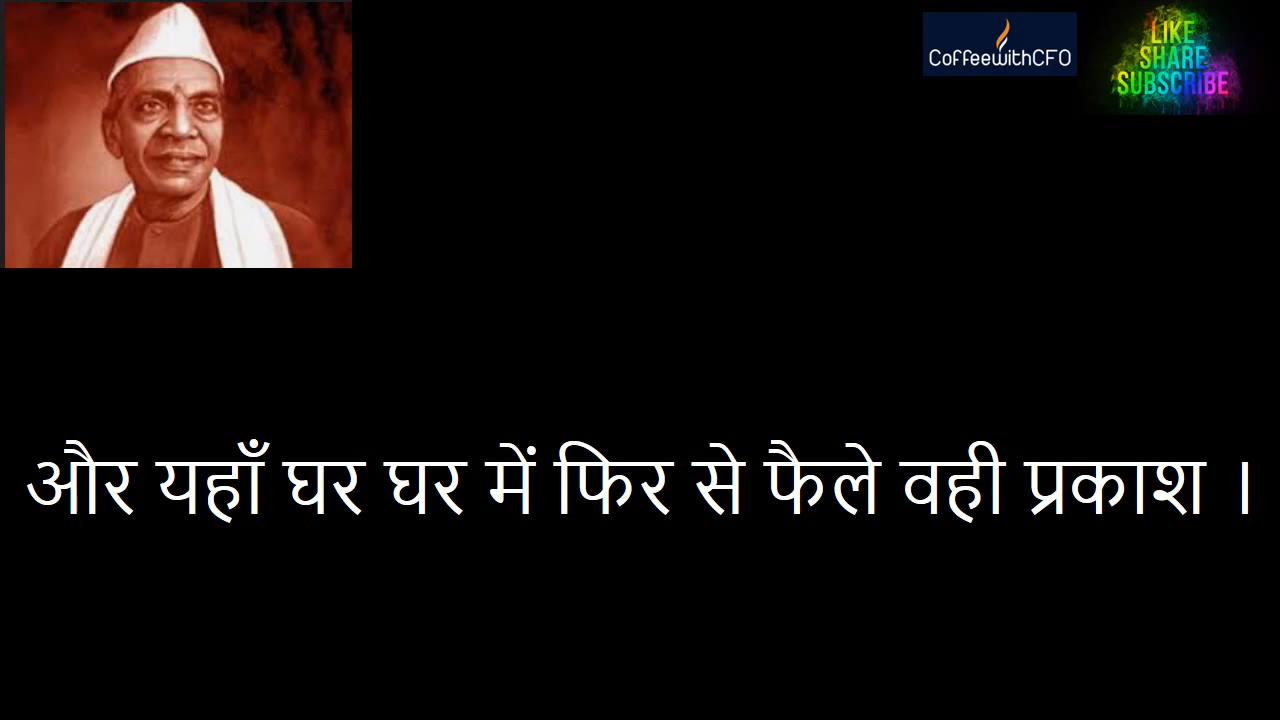 CoffeewithCFO
LIKE
SHARE
SUBSCRIBE
और यहाँ घर घर में फिर से फैले वही प्रकाश ।